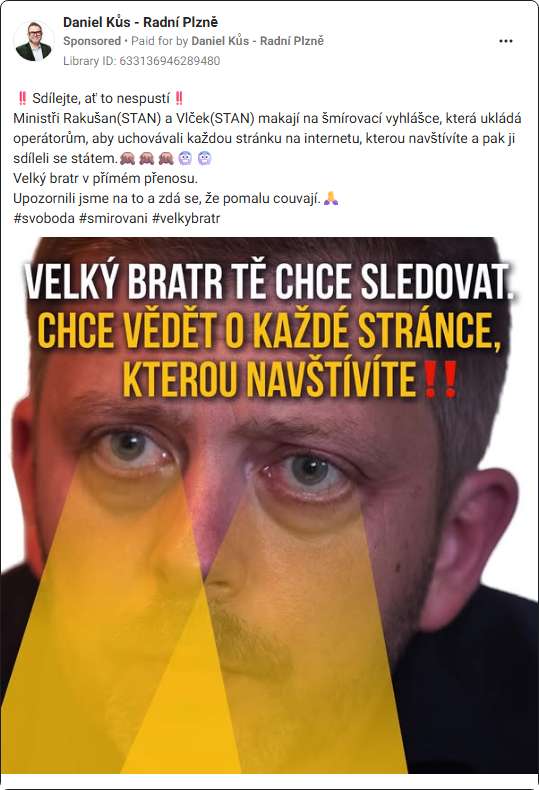 Daniel Kůs - Radní Plzně
Sponsored • Paid for by Daniel Kůs - Radní Plzně
Library ID: 633136946289480
‼️Sdílejte, ať to nespustí‼️
Ministři Rakušan(STAN) a Vlček(STAN) makají na šmírovací vyhlášce, která ukládá
operátorům, aby uchovávali každou stránku na internetu, kterou navštívíte a pak ji
sdíleli se státem.
Velký bratr v přímém přenosu.
Upozornili jsme na to a zdá se, že pomalu couvají.🙏
#svoboda #smirovani #velkybratr
VELKÝ BRATR TĚ CHCE SLEDOVAT.
CHCE VĚDĚT O KAŽDÉ STRÁNCE,
KTEROU NAVŠTÍVÍTE‼️